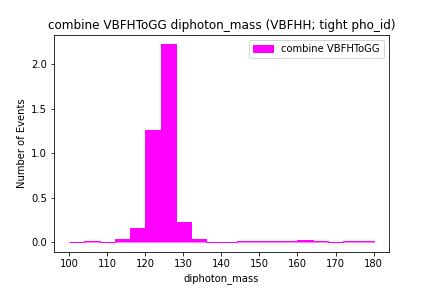 combine VBFHToGG diphoton_mass (VBFHH; tight pho_id)
combine VBFHToGG
Number of Events
2.0
1.5
1.0
0.5
0.0
100 110 120 130 140 150 160 170 180
diphoton_mass